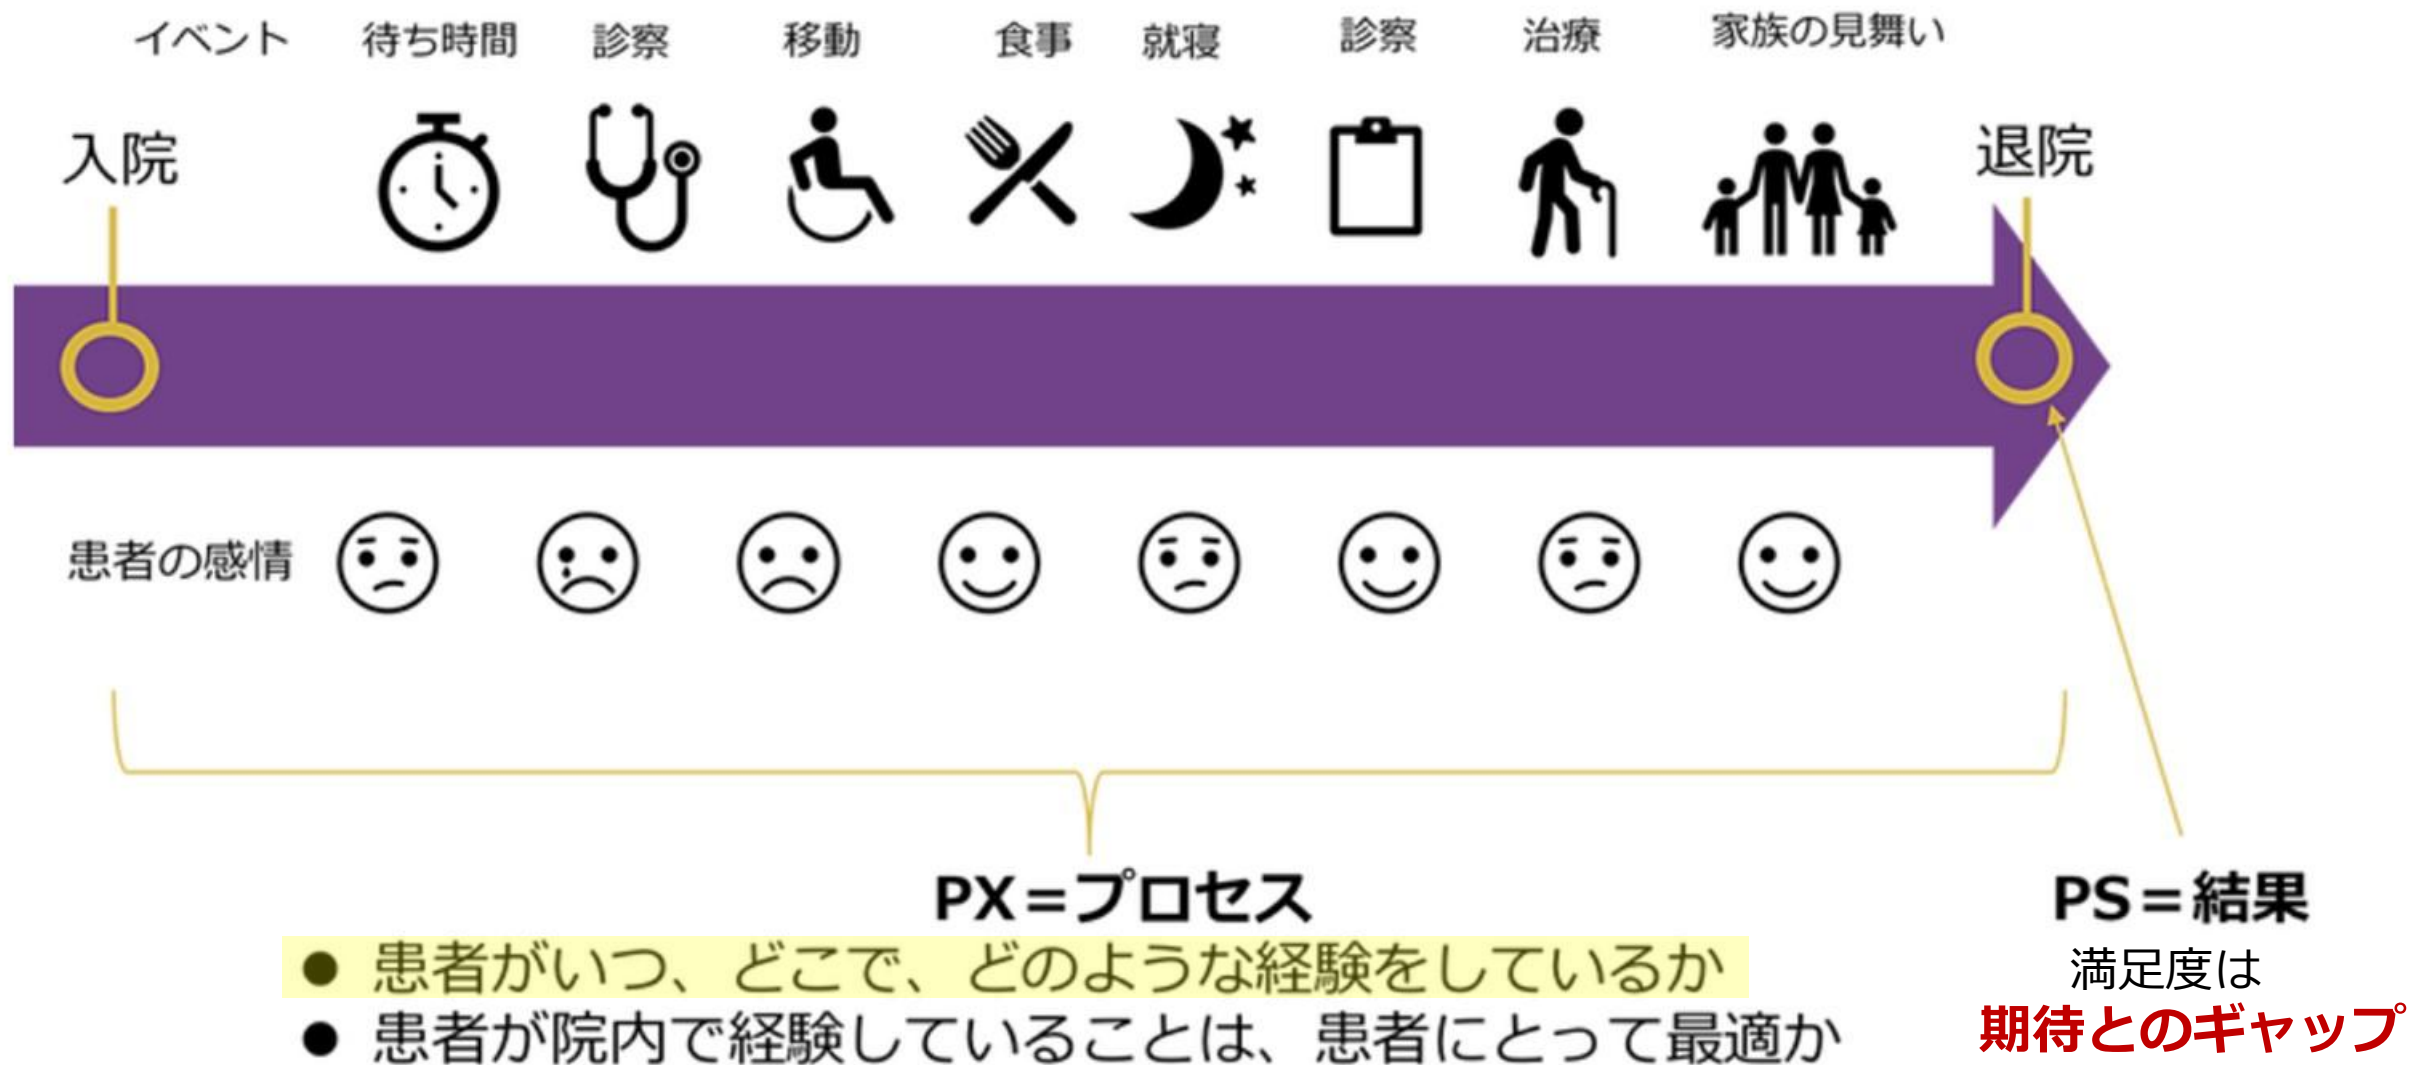 イベント 待ち時間 診察 移動 食事 就寝 診察 治療 家族の見舞い
入院 退院
患者の感情
PX=プロセス
● 患者がいつ、どこで、どのような経験をしているか
● 患者が院内で経験していることは、患者にとって最適か
PS=結果
満足度は
期待とのギャップ